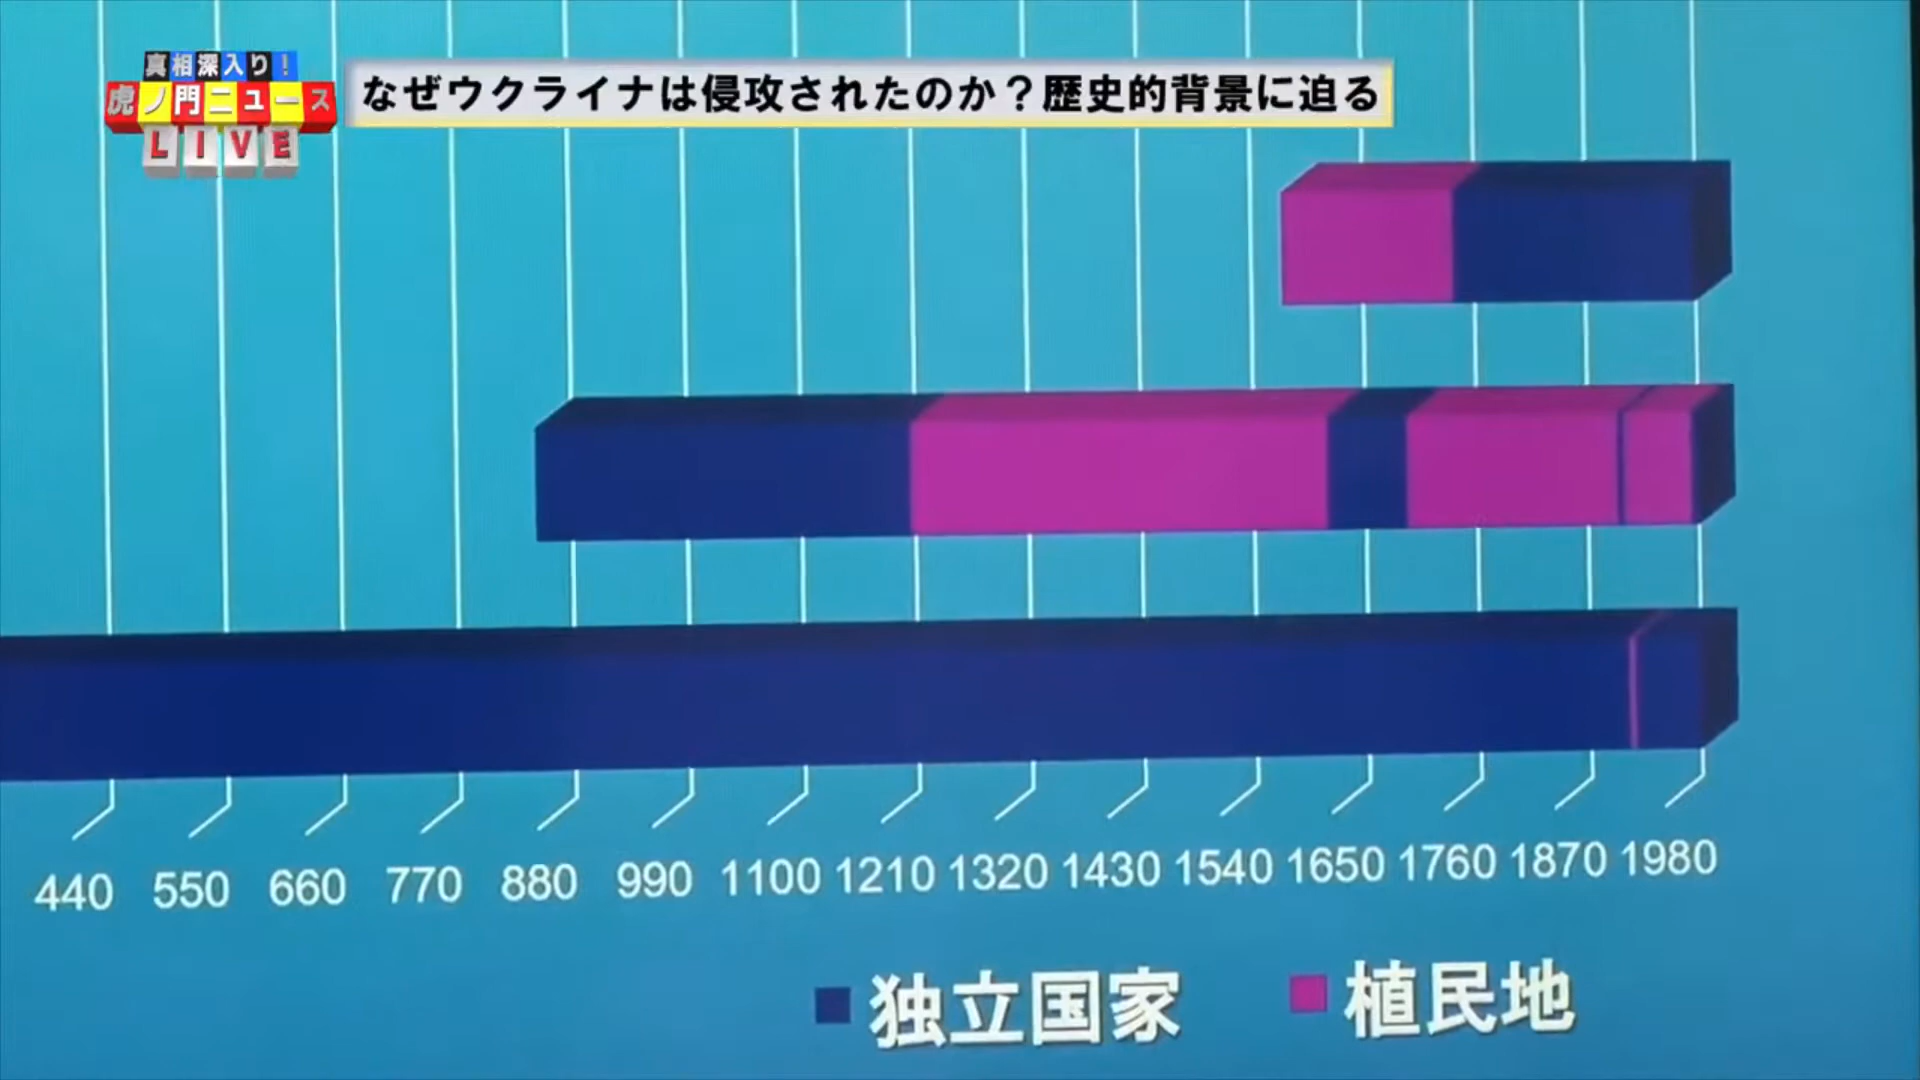 真相深入り!
虎ノ門ニュース
LIVE
なぜウクライナは侵攻されたのか?歴史的背景に迫る
440 550 660 770 880 990 1100 1210 1320 1430 1540 1650 1760 1870 1980
独立国家 植民地